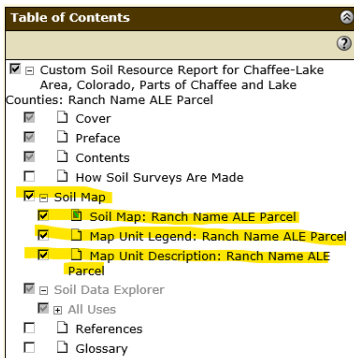 Table of Contents
Custom Soil Resource Report for Chaffee-Lake
Area, Colorado, Parts of Chaffee and Lake
Counties: Ranch Name ALE Parcel
Cover
Preface
Contents
How Soil Surveys Are Made
Soil Map
Soil Map: Ranch Name ALE Parcel
Map Unit Legend: Ranch Name ALE Parcel
Map Unit Description: Ranch Name ALE
Parcel
Soil Data Explorer
All Uses
References
Glossary